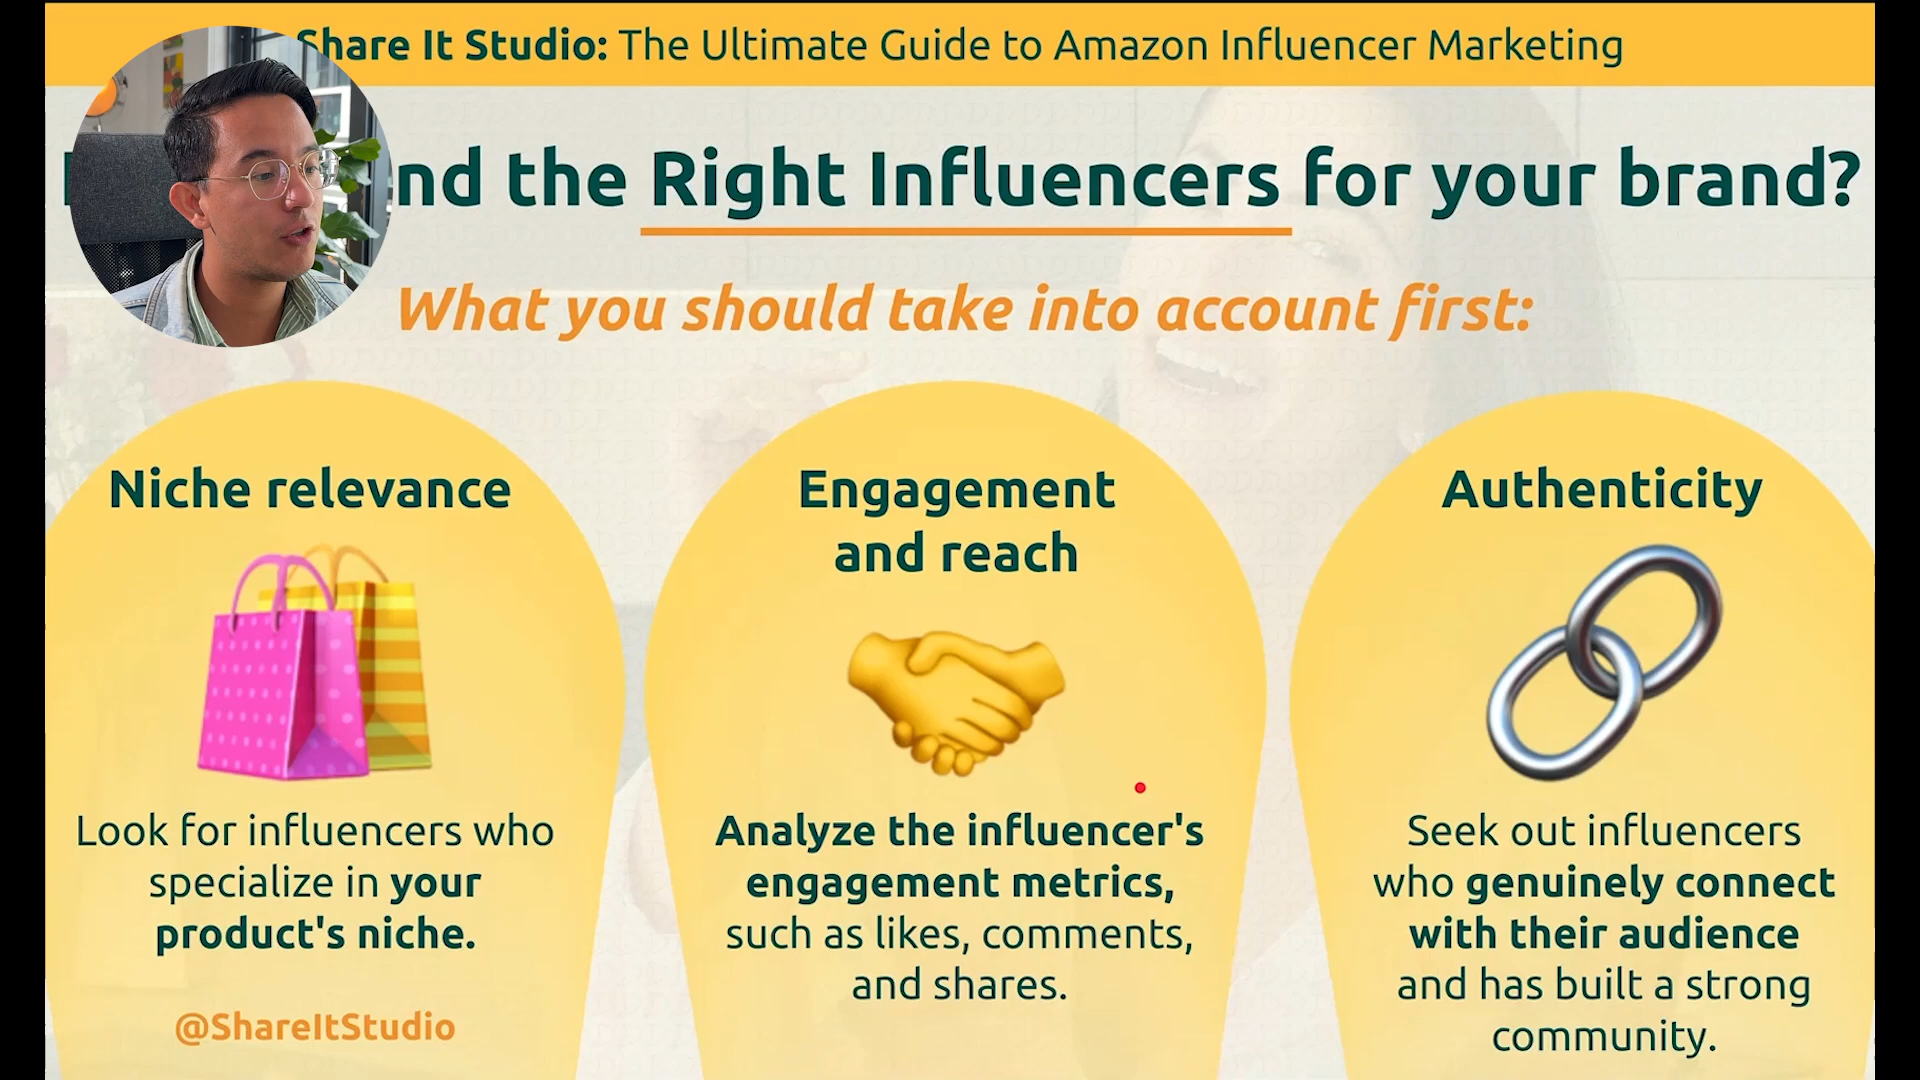 Share It Studio: The Ultimate Guide to Amazon Influencer Marketing
nd the Right Influencers for your brand?
What you should take into account first:
Niche relevance
Look for influencers who
specialize in your
product's niche.
@ShareItStudio
Engagement
and reach
Analyze the influencer's
engagement metrics,
such as likes, comments,
and shares.
Authenticity
Seek out influencers
who genuinely connect
with their audience
and has built a strong
community.